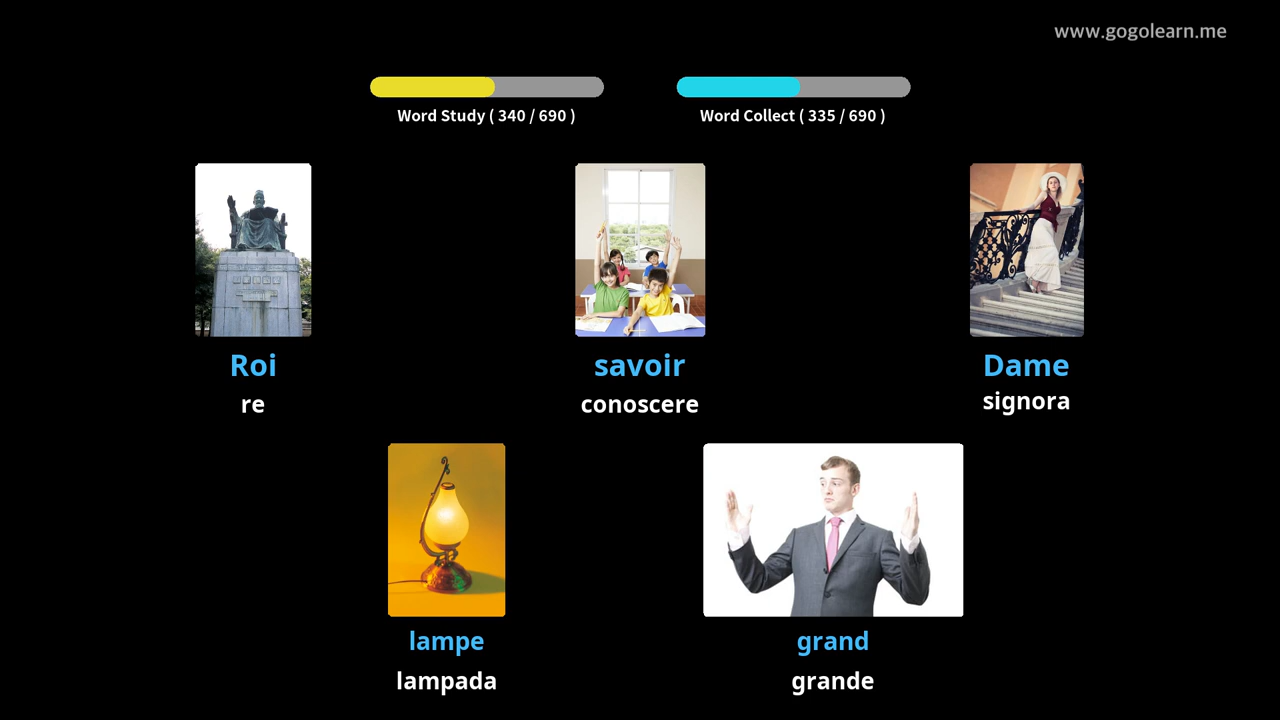 www.gogolearn.me
Word Study ( 340 / 690 )
Word Collect ( 335 / 690 )
Roi
re
savoir
conoscere
Dame
signora
lampe
lampada
grand
grande